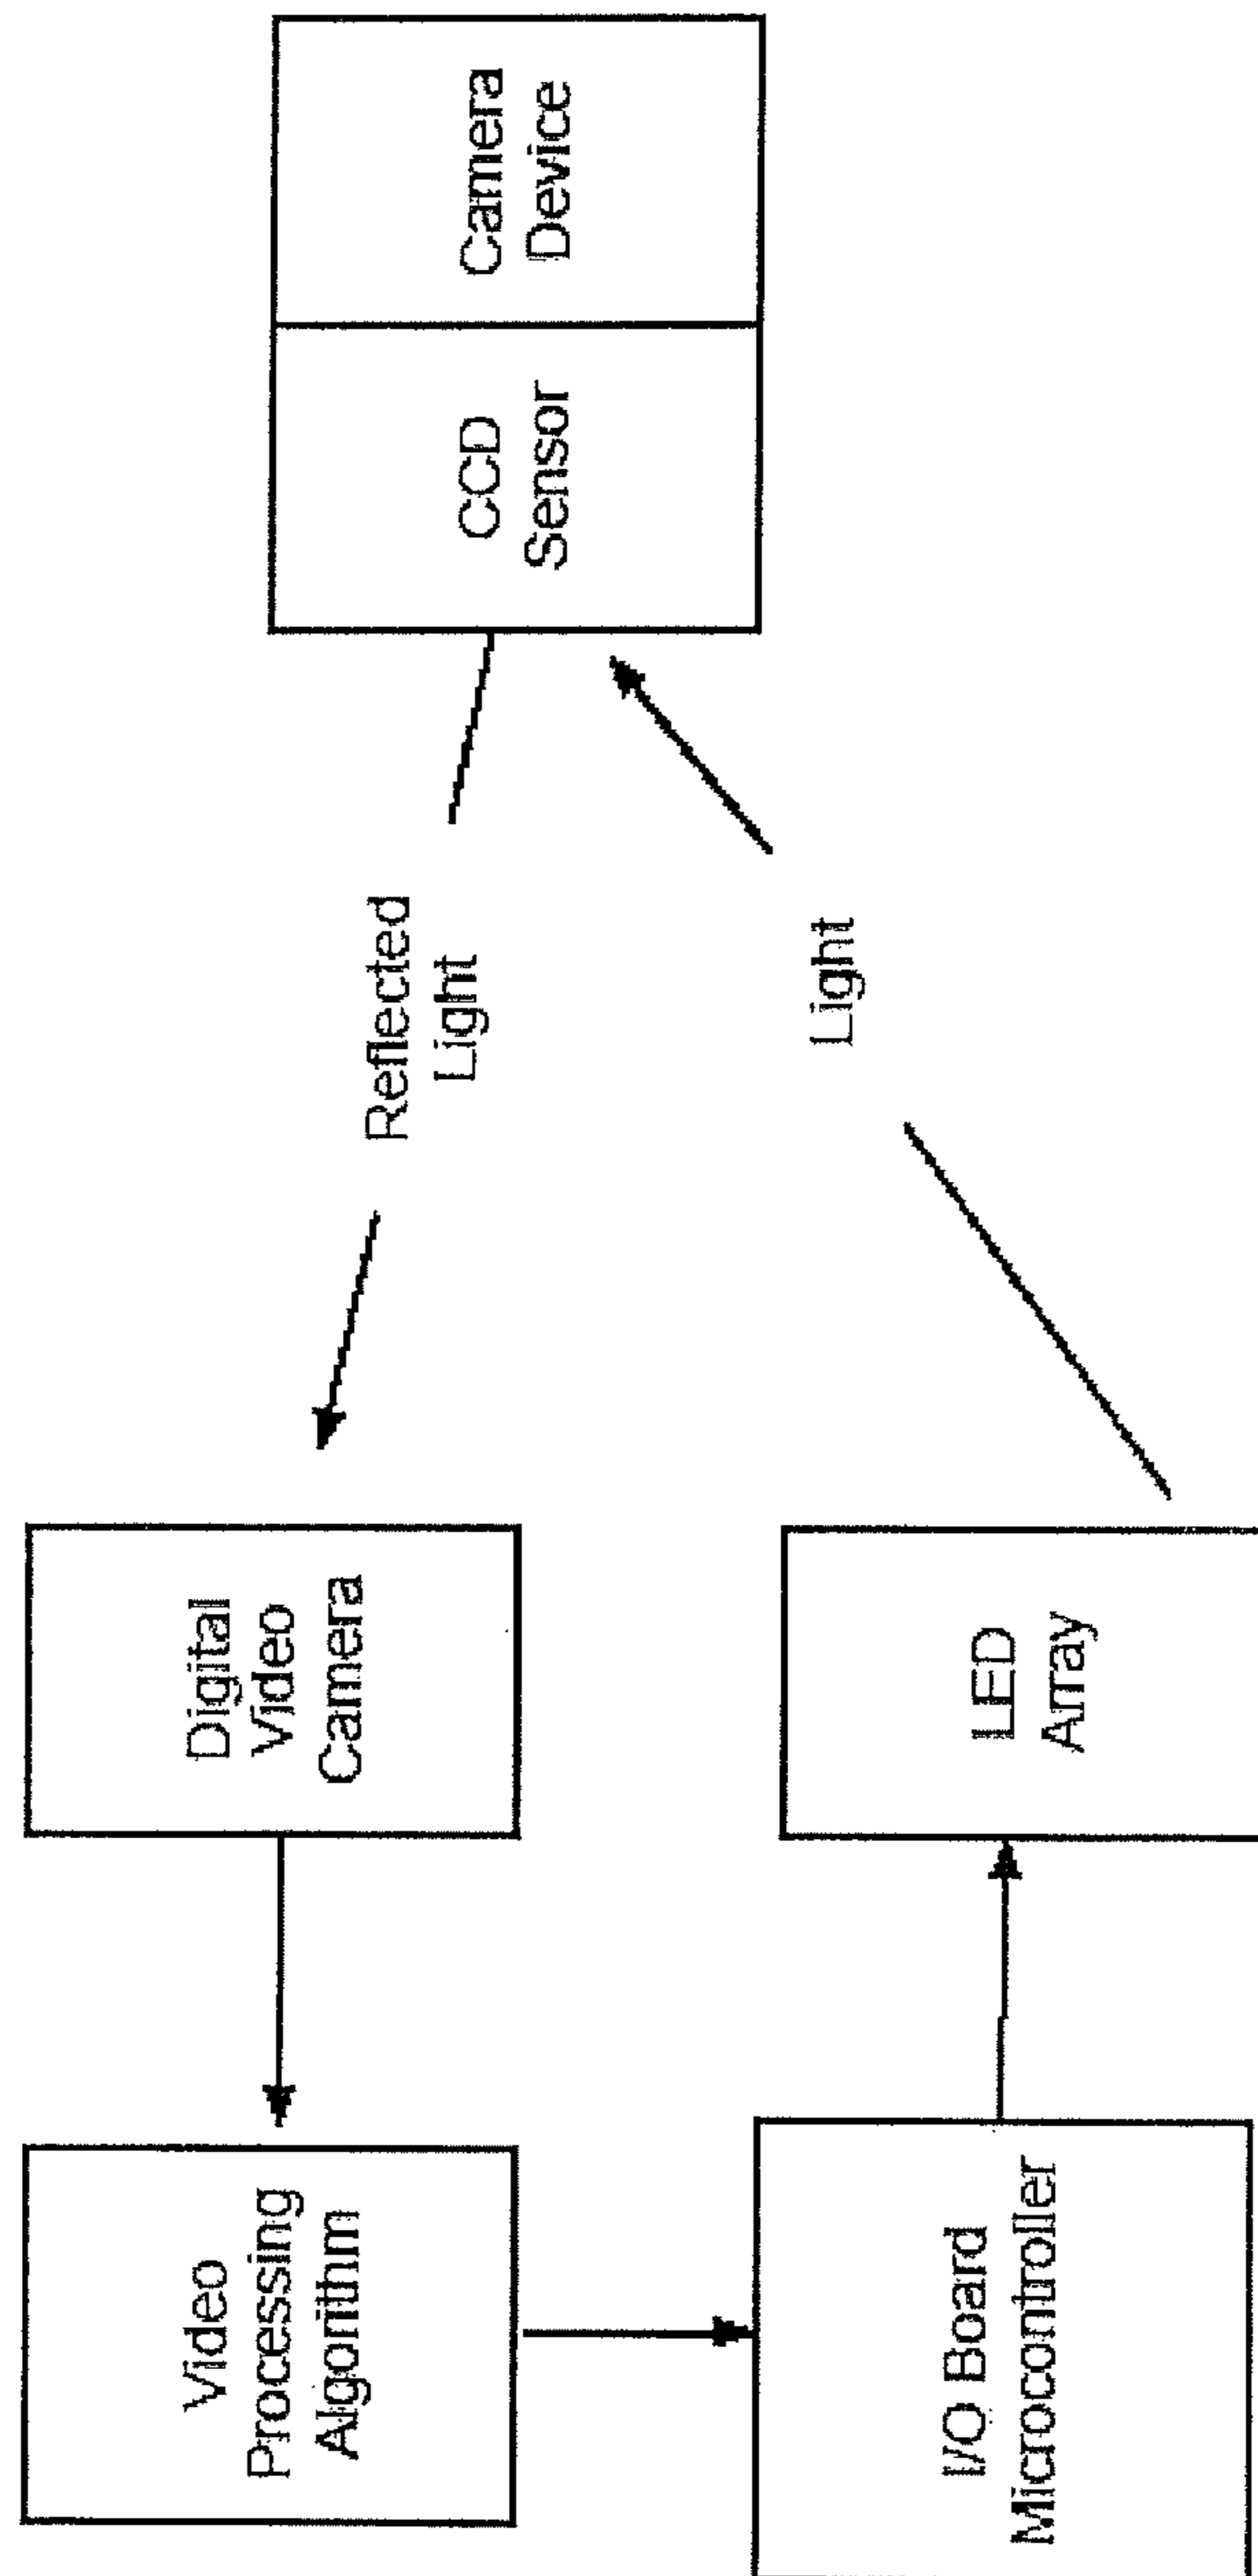 Video
Processing
Algorithm
Digital
Video
Camera
Reflected
Light
CCD
Sensor
Camera
Device
I/O Board
Microcontroller
LED
Array
Light